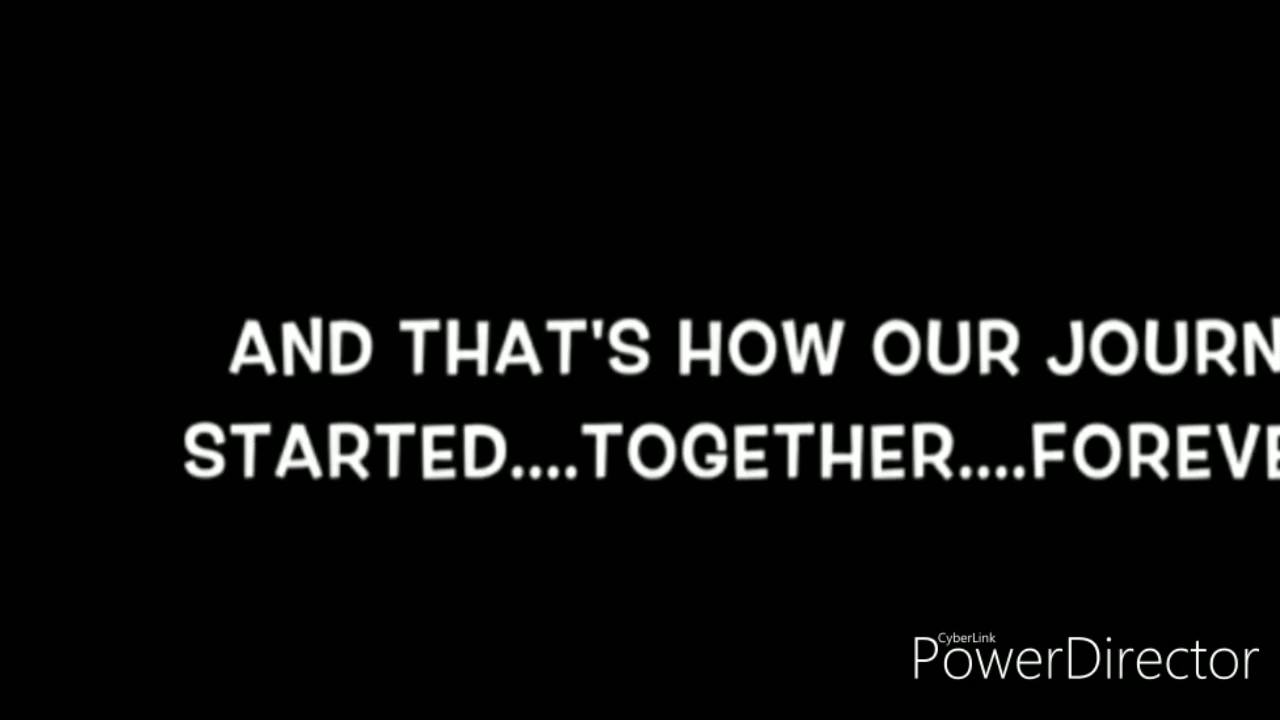 AND THAT'S HOW OUR JOURN
STARTED....TOGETHER....FOREVE
CyberLink
PowerDirector